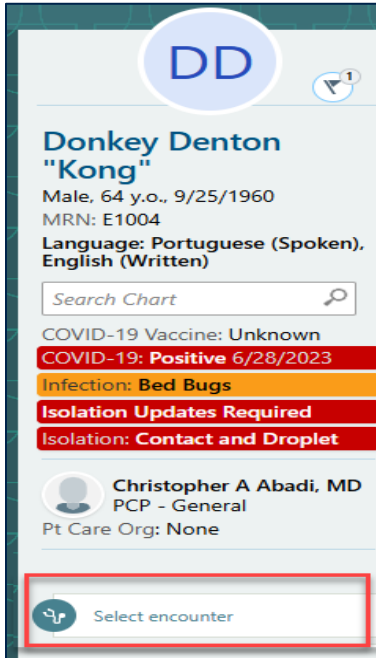 DD
1
Donkey Denton
"Kong"
Male, 64 y.o., 9/25/1960
MRN: E1004
Language: Portuguese (Spoken),
English (Written)
Search Chart
COVID-19 Vaccine: Unknown
COVID-19: Positive 6/28/2023
Infection: Bed Bugs
Isolation Updates Required
Isolation: Contact and Droplet
Christopher A Abadi, MD
PCP - General
Pt Care Org: None
Select encounter